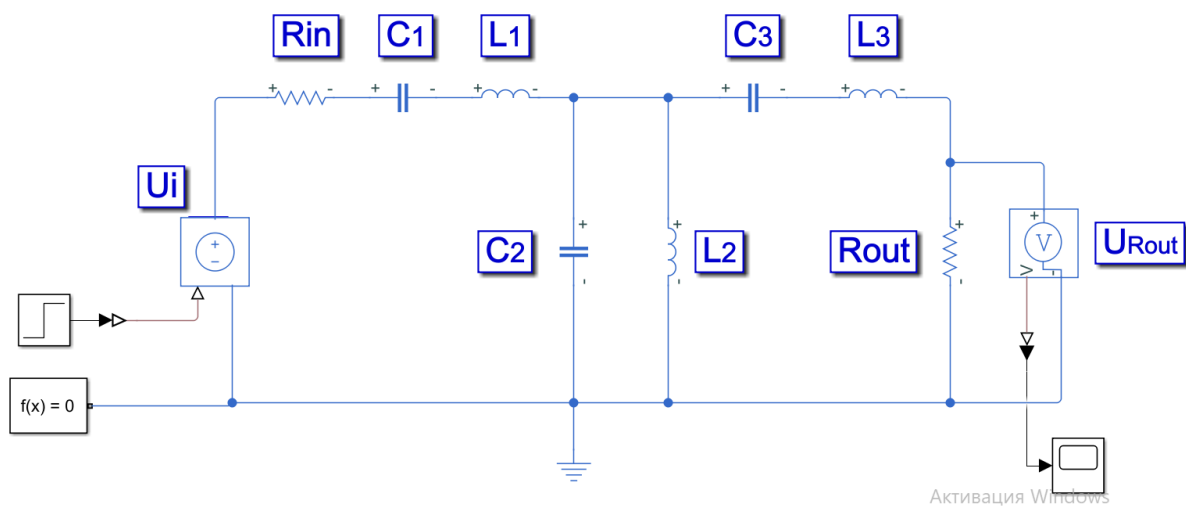 Rin
C1
L1
C3
L3
Ui
C2
L2
Rout
URout
V
V
f(x) = 0
Активация Windows